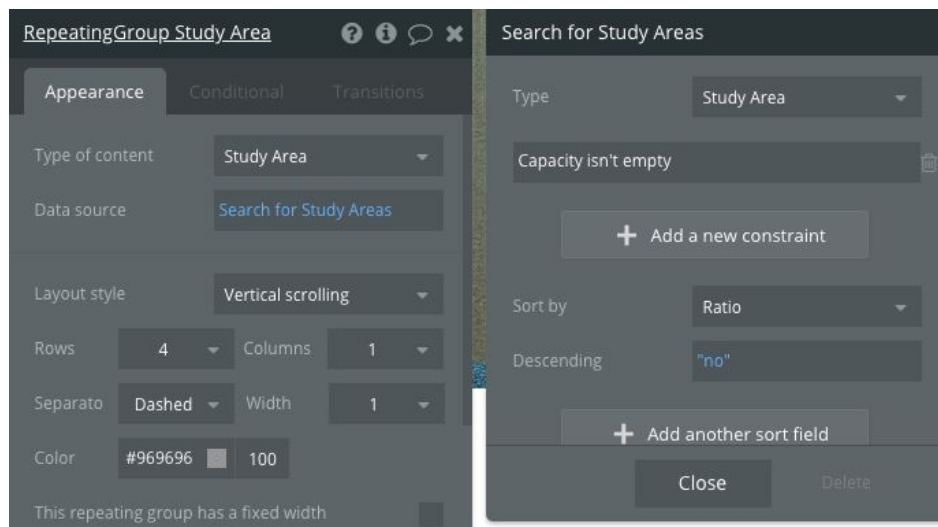 RepeatingGroup Study Area
Appearance Conditional Transitions
Type of content Study Area
Data source Search for Study Areas
Layout style Vertical scrolling
Rows 4 Columns 1
Separato Dashed Width 1
Color #969696 100
This repeating group has a fixed width
Search for Study Areas
Type Study Area
Capacity isn't empty
Add a new constraint
Sort by Ratio
Descending "no"
Add another sort field
Close Delete